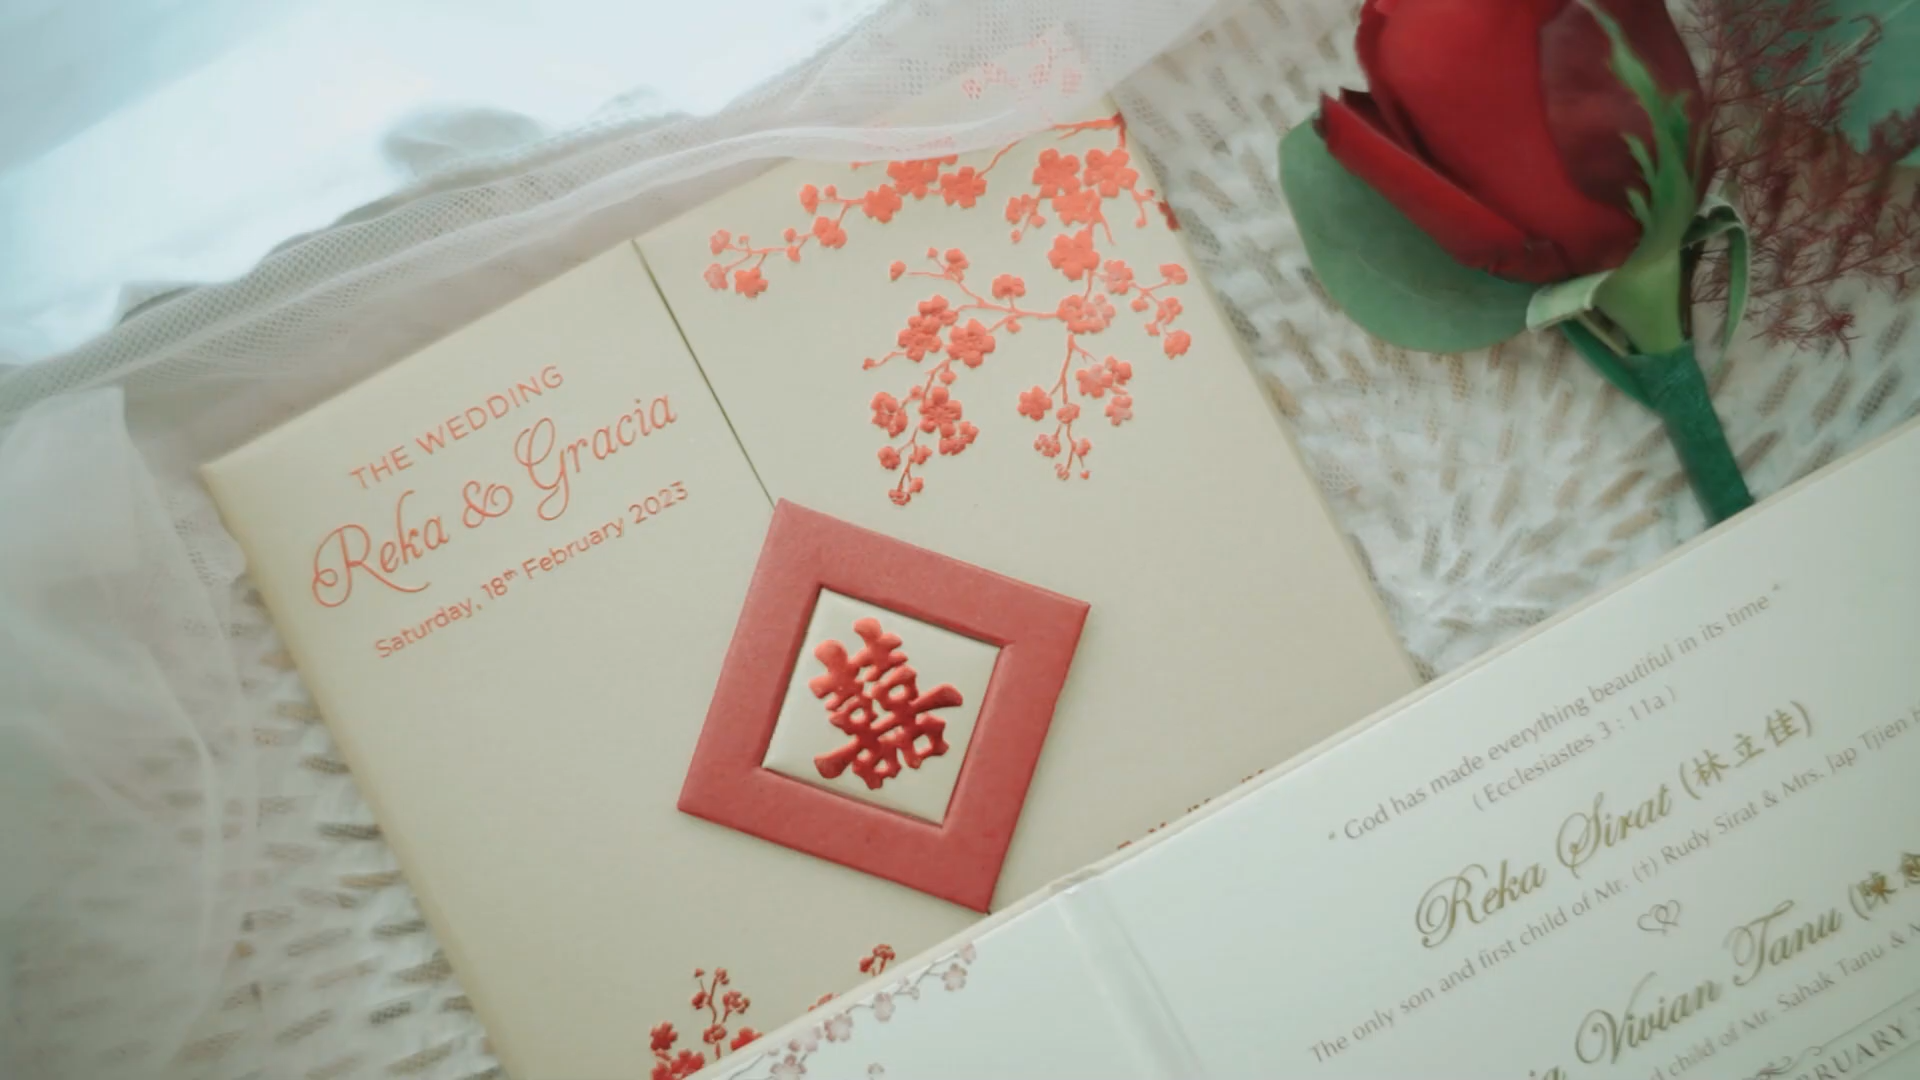 THE WEDDING
Reka & Gracia
Saturday, 18th February 2023
囍
" God has made everything beautiful in its time "
( Ecclesiastes 3 : 11a )
Reka Sirat (林立佳)
The only son and first child of Mr. (†) Rudy Sirat & Mrs. Jap Tjien
Vivian Tanu (陳
child of Mr. Sahak Tanu &